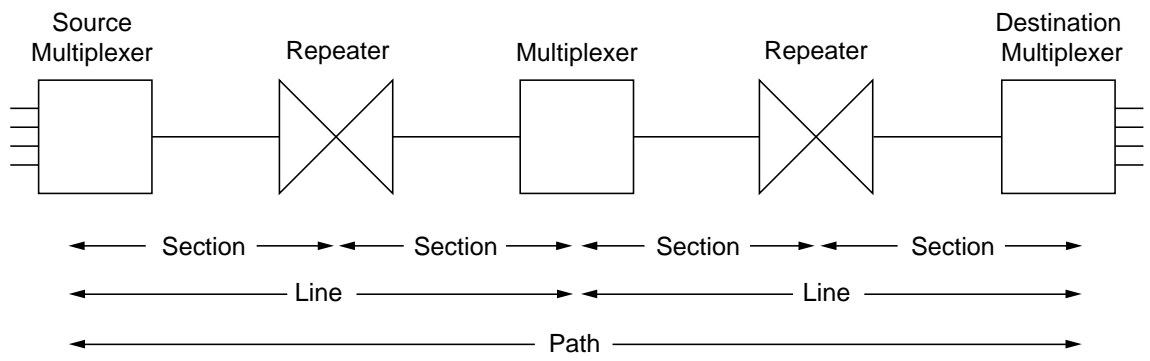 Source
Multiplexer
Repeater
Multiplexer
Repeater
Destination
Multiplexer
Section
Section
Section
Section
Line
Line
Path